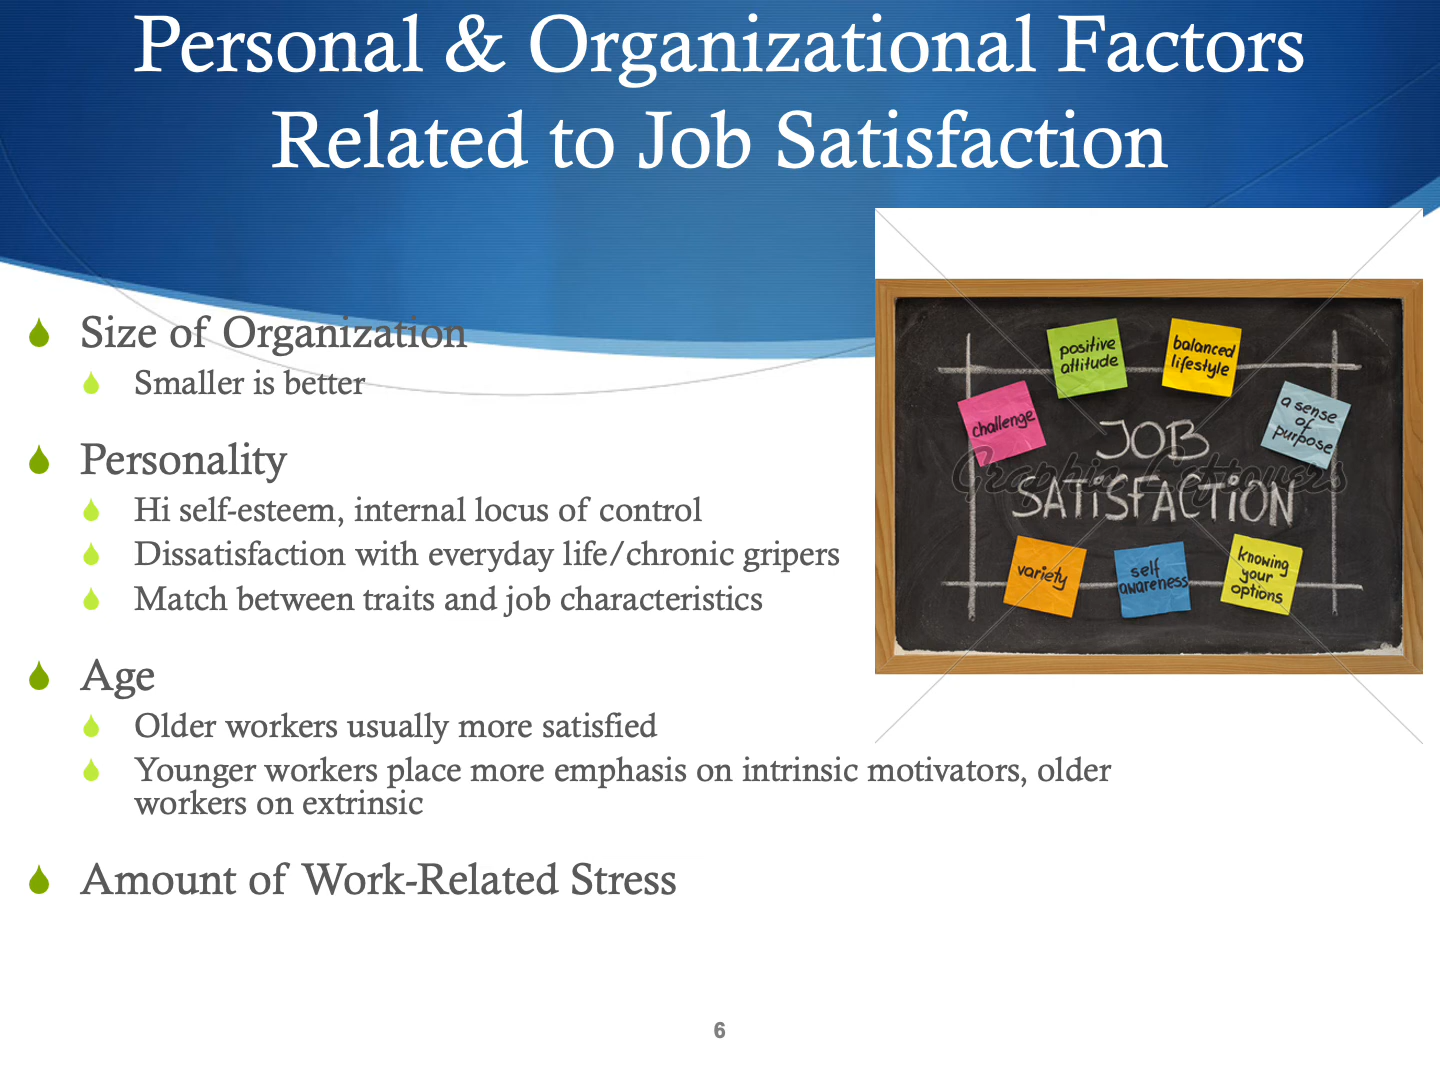 Personal & Organizational Factors
Related to Job Satisfaction
Size of Organization
Smaller is better
Personality
Hi self-esteem, internal locus of control
Dissatisfaction with everyday life/chronic gripers
Match between traits and job characteristics
Age
Older workers usually more satisfied
Younger workers place more emphasis on intrinsic motivators, older
workers on extrinsic
Amount of Work-Related Stress
positive
attitude
balanced
lifestyle
challenge
a sense
of
purpose
JOB
Graphic Leftovers
SATiSFACTiON
variety
self
awareness
knowing
your
options
6